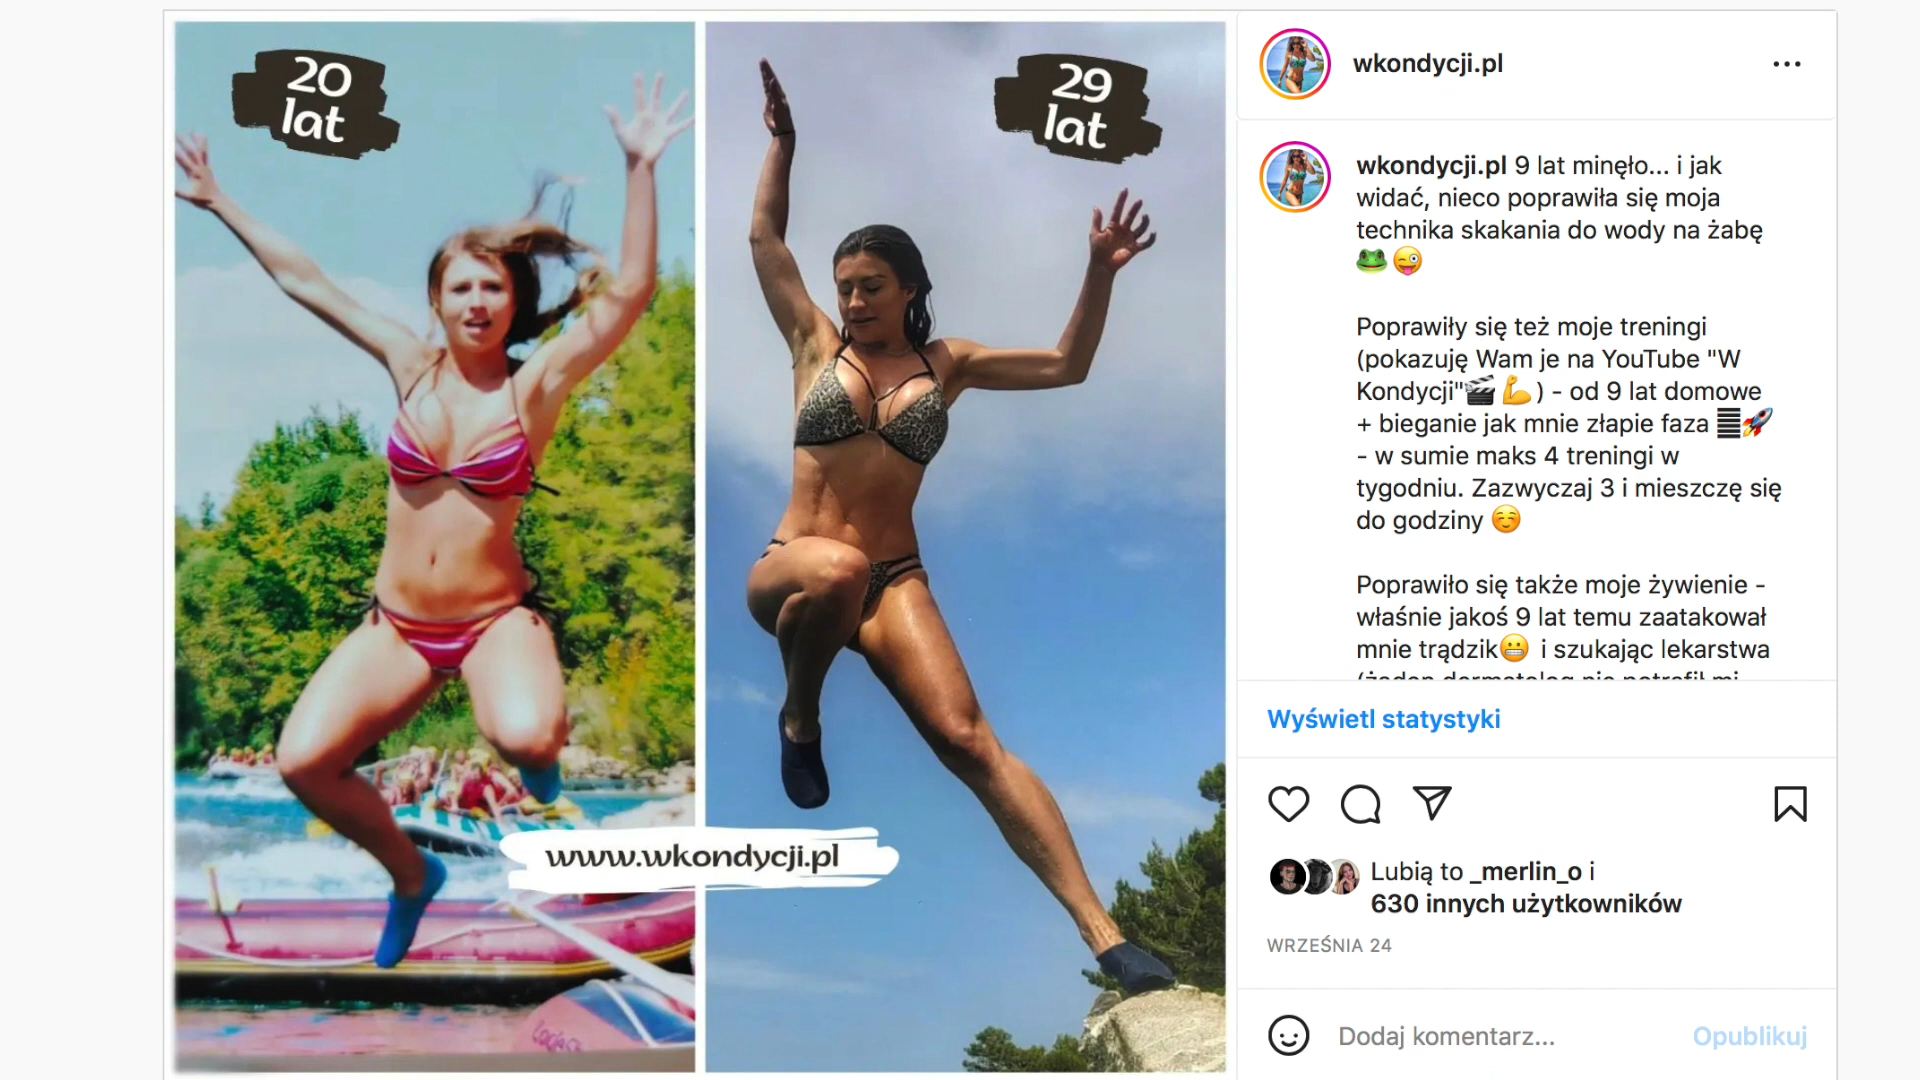 20
lat
29
lat
www.wkondycji.pl
wkondycji.pl
wkondycji.pl 9 lat minęło... i jak
widać, nieco poprawiła się moja
technika skakania do wody na żabę
🐸😜
Poprawiły się też moje treningi
(pokazuję Wam je na YouTube "W
Kondycji"🎬💪) - od 9 lat domowe
+ bieganie jak mnie złapie faza 🚀
- w sumie maks 4 treningi w
tygodniu. Zazwyczaj 3 i mieszczę się
do godziny ☺️
Poprawiło się także moje żywienie -
właśnie jakoś 9 lat temu zaatakował
mnie trądzik😬 i szukając lekarstwa
Wyświetl statystyki
Lubią to _merlin_o i
630 innych użytkowników
WRZEŚNIA 24
Dodaj komentarz...
Opublikuj